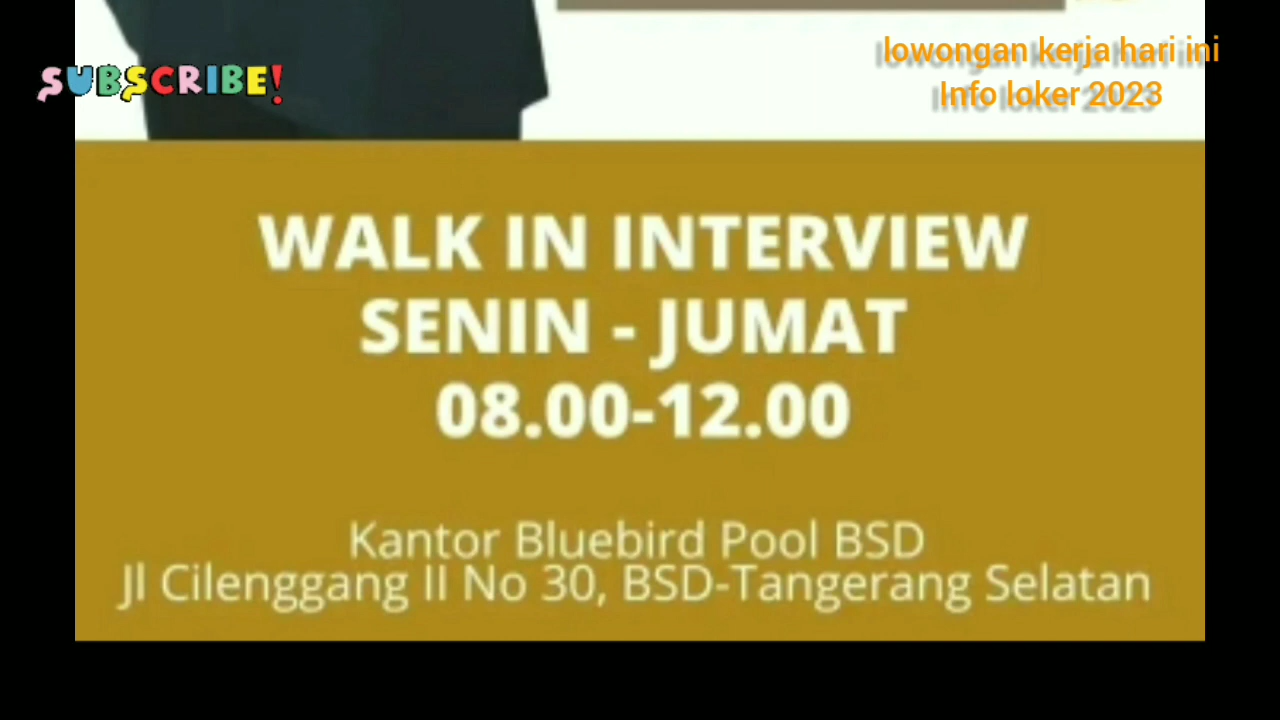 SUBSCRIBE!
lowongan kerja hari ini
Info loker 2023
WALK IN INTERVIEW
SENIN - JUMAT
08.00-12.00
Kantor Bluebird Pool BSD
Jl Cilenggang II No 30, BSD-Tangerang Selatan